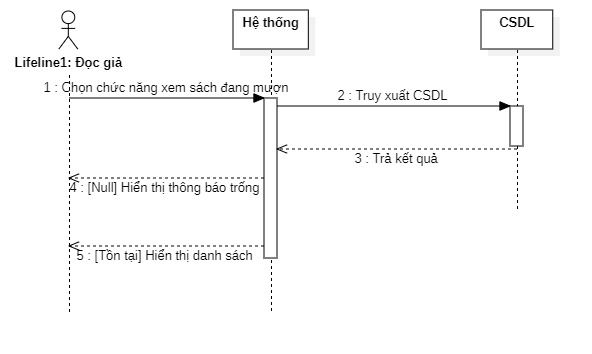 Hệ thống
CSDL
Lifeline1: Đọc giả
1 : Chọn chức năng xem sách đang mượn
2 : Truy xuất CSDL
3 : Trả kết quả
4 : [Null] Hiển thị thông báo trống
5 : [Tồn tại] Hiển thị danh sách